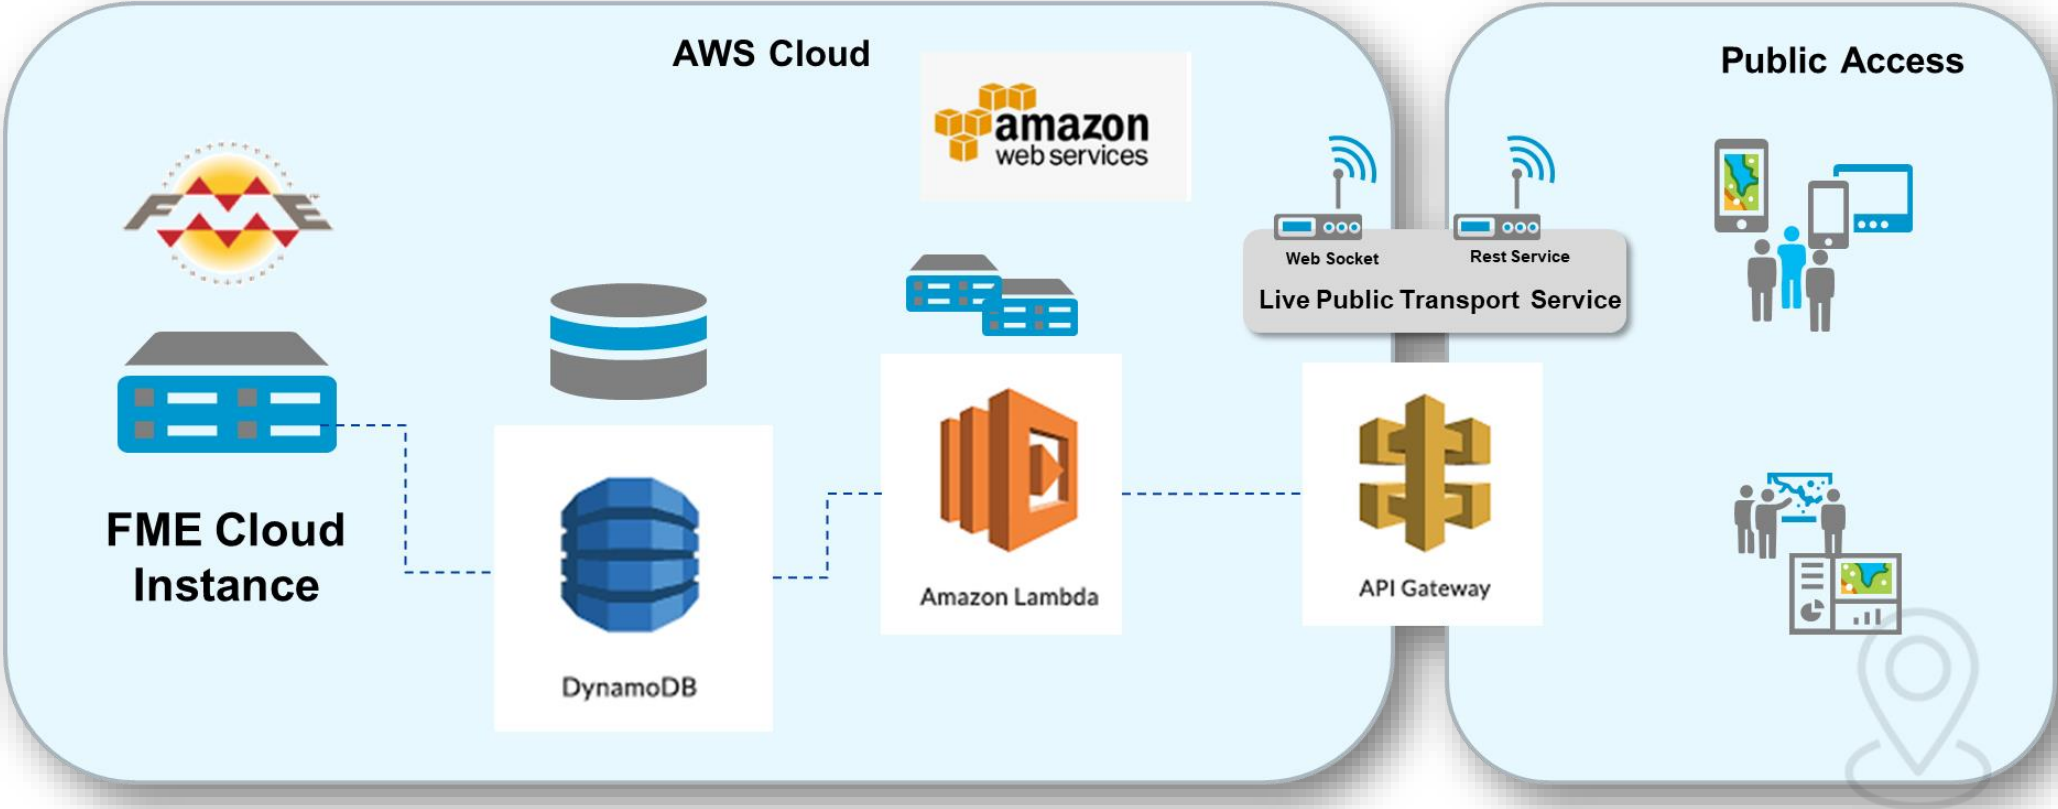 AWS Cloud
Public Access
amazon
web services
FME
Web Socket
Rest Service
Live Public Transport Service
FME Cloud
Instance
DynamoDB
Amazon Lambda
API Gateway